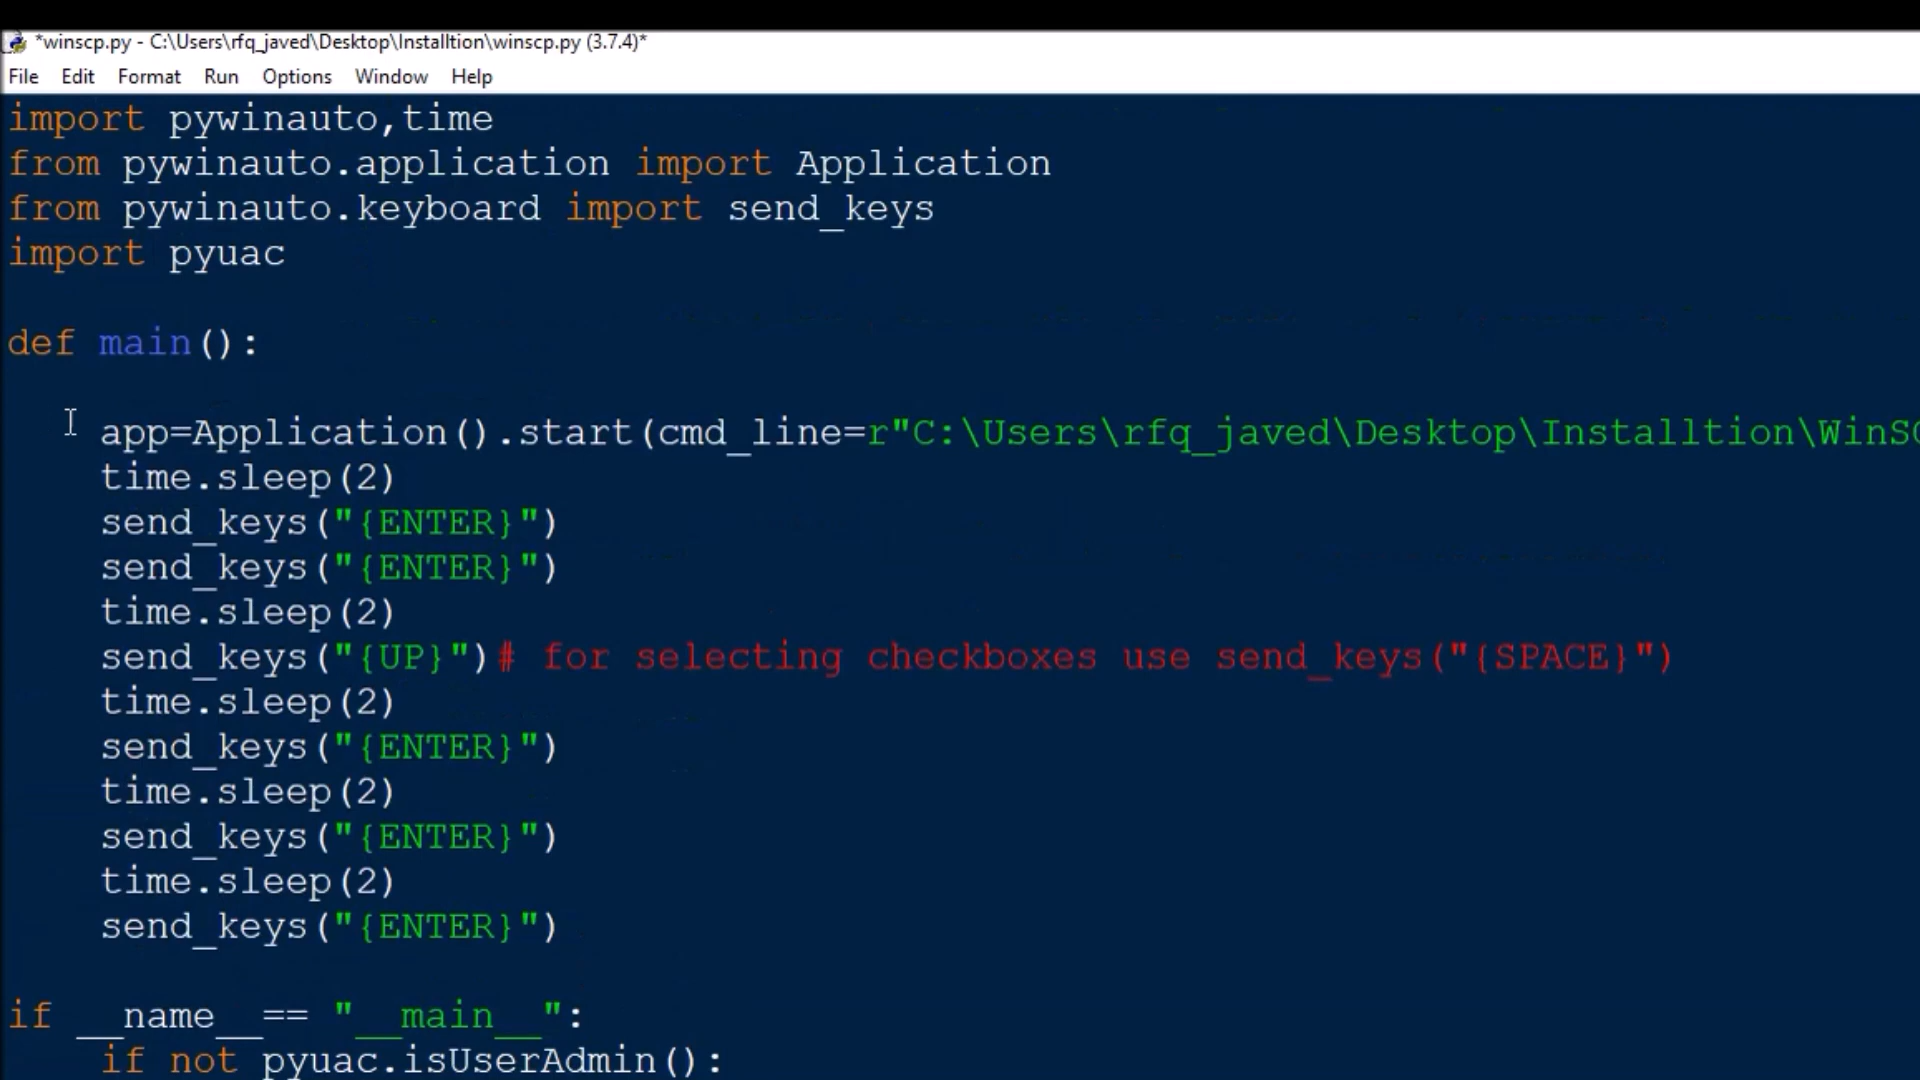 *winscp.py - C:\Users\rfq_javed\Desktop\Installtion\winscp.py (3.7.4)*
File Edit Format Run Options Window Help
import pywinauto,time
from pywinauto.application import Application
from pywinauto.keyboard import send_keys
import pyuac
def main():
app=Application().start(cmd_line=r"C:\Users\rfq_javed\Desktop\Installtion\WinSC
time.sleep(2)
send_keys("{ENTER}")
send_keys("{ENTER}")
time.sleep(2)
send_keys("{UP}")# for selecting checkboxes use send_keys("{SPACE}")
time.sleep(2)
send_keys("{ENTER}")
time.sleep(2)
send_keys("{ENTER}")
time.sleep(2)
send_keys("{ENTER}")
if __name__== "__main__":
if not pyuac.isUserAdmin():